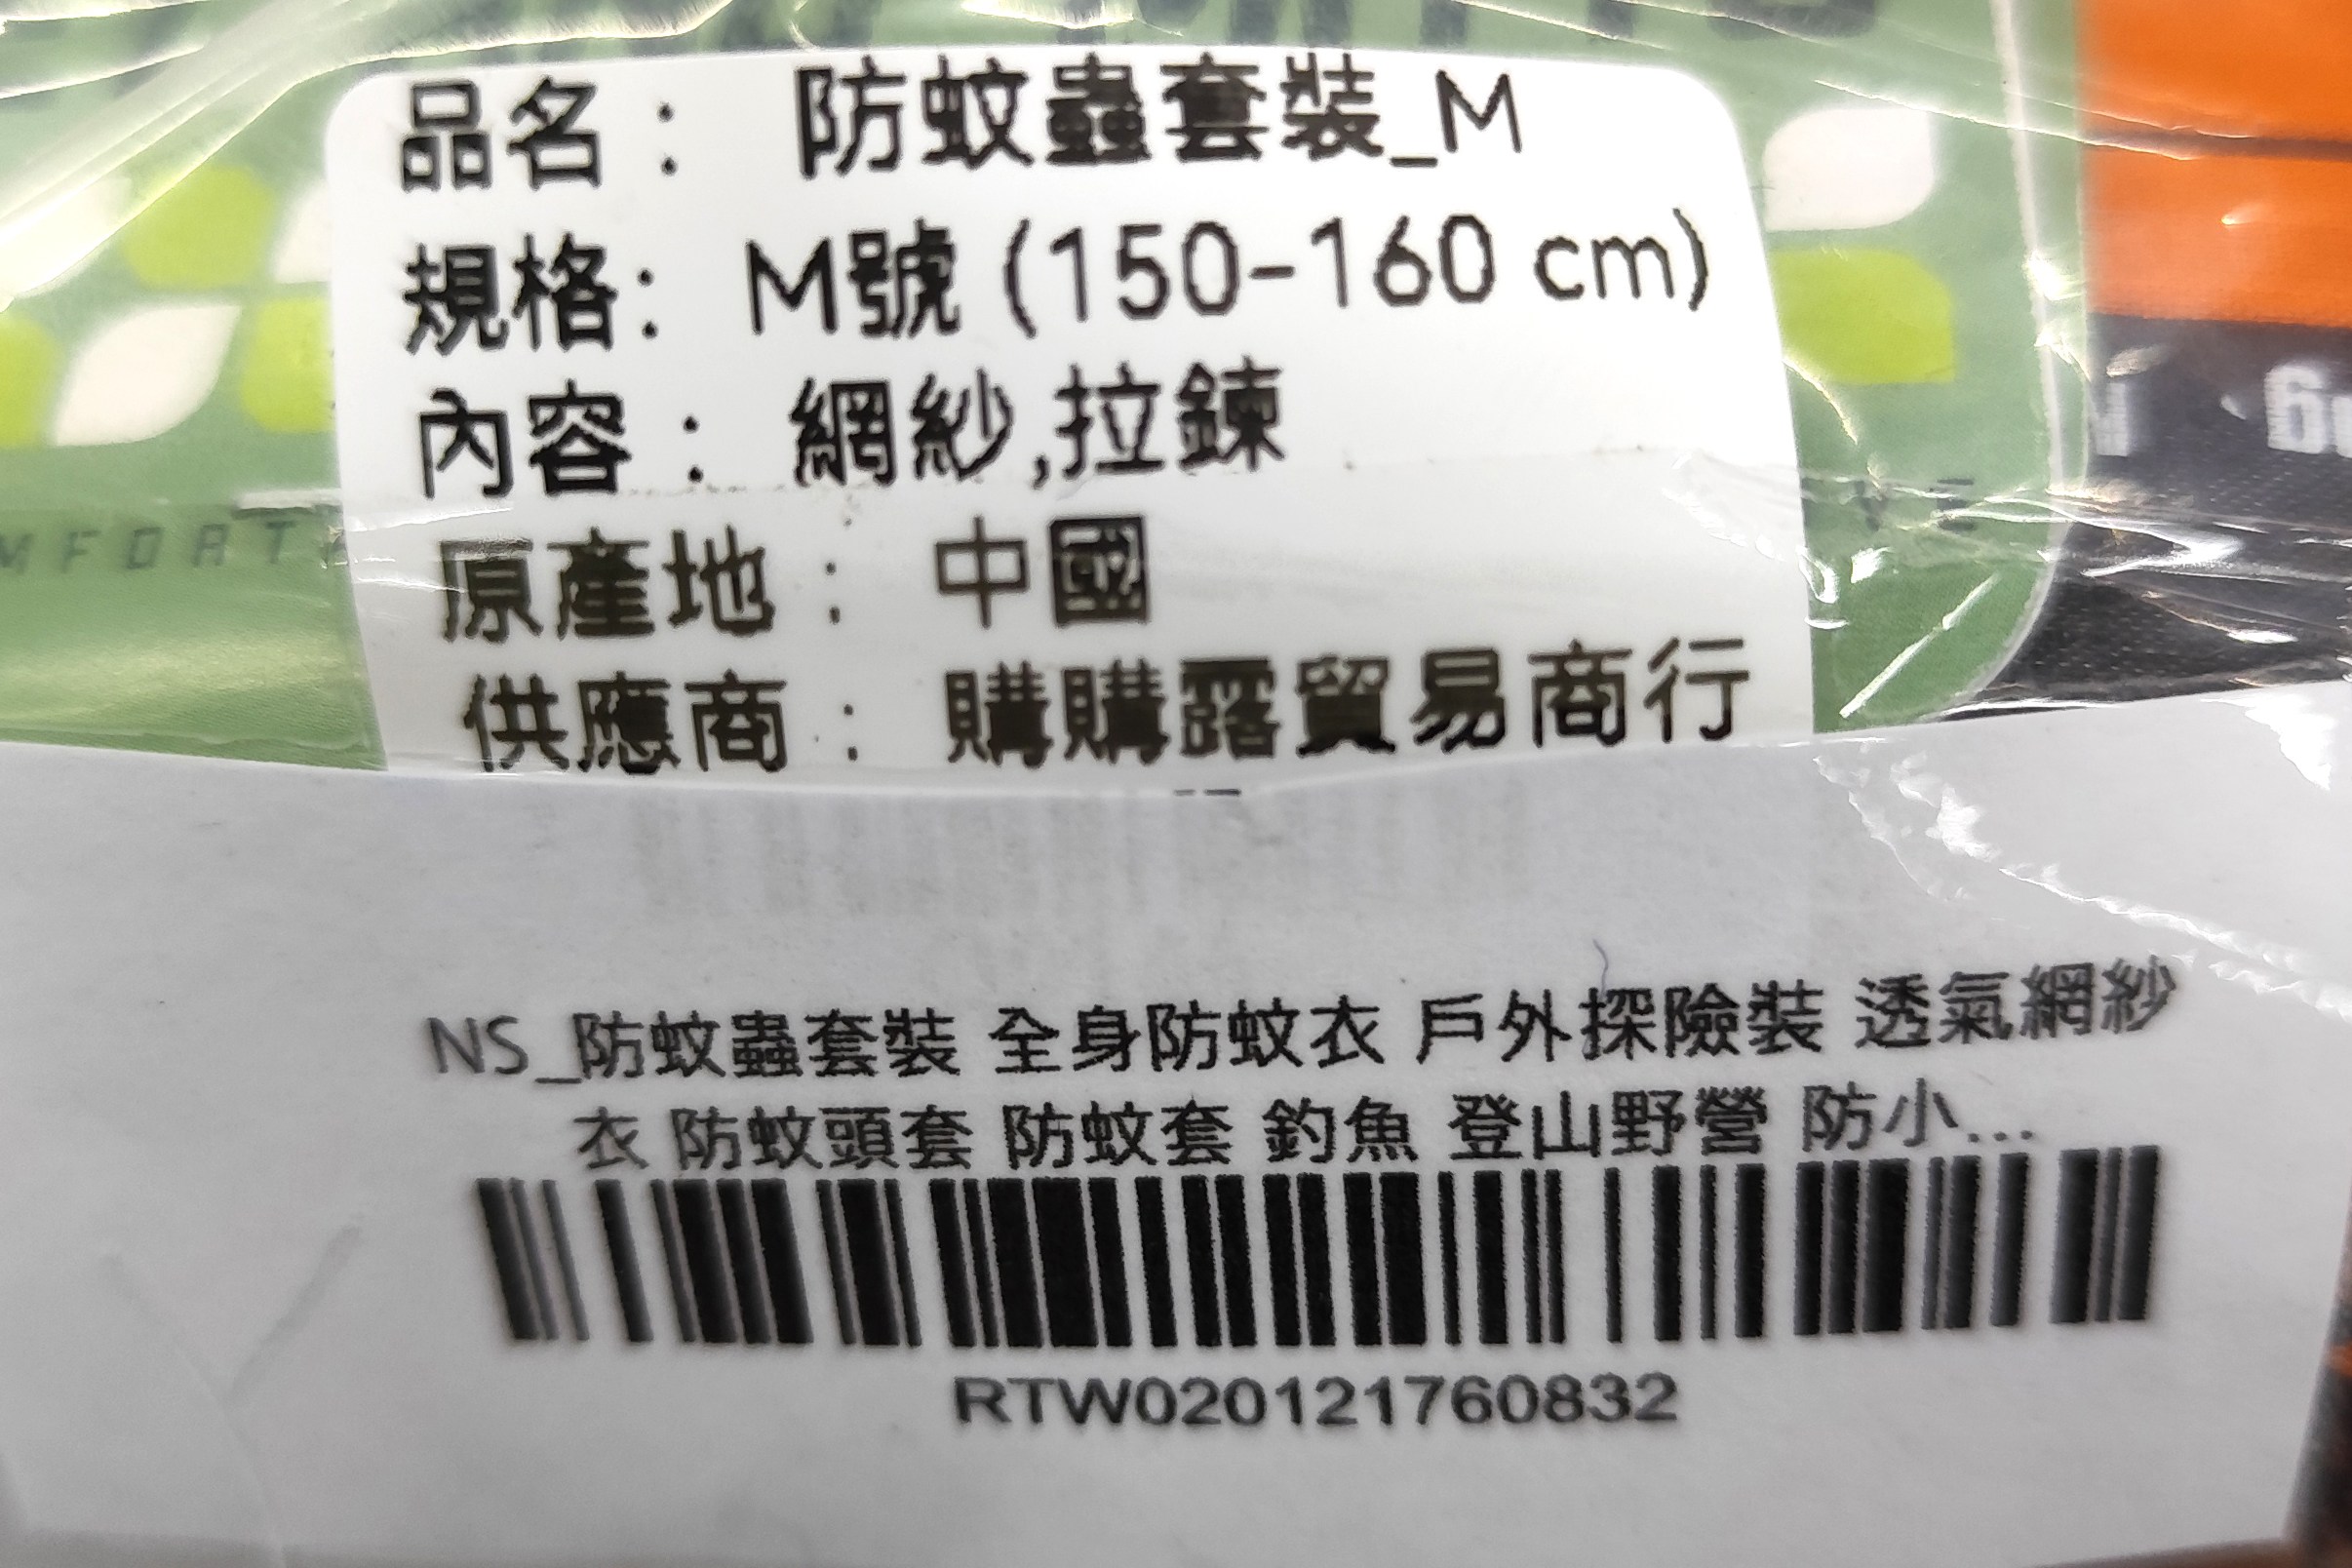 品名： 防蚊蟲套裝_M
規格： M號 (150-160 cm)
內容： 網紗,拉鍊
原產地： 中國
供應商： 購購露貿易商行
NS_防蚊蟲套裝 全身防蚊衣 戶外探險裝 透氣網紗
衣 防蚊頭套 防蚊套 釣魚 登山野營 防小...
RTW020121760832